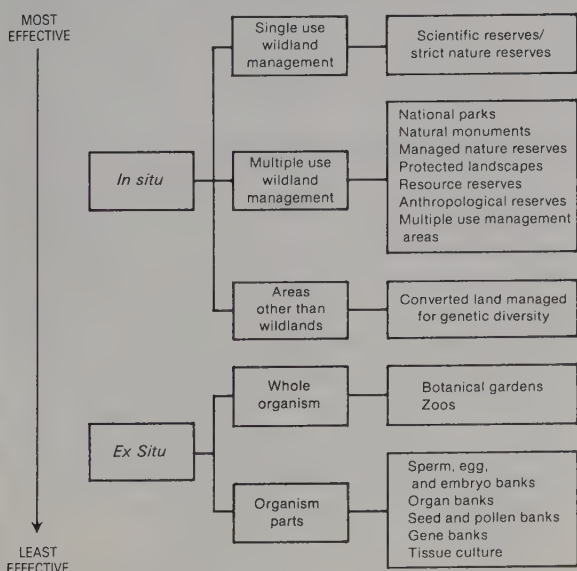 MOST
EFFECTIVE
Single use
wildland
management
Scientific reserves/
strict nature reserves
In situ
Multiple use
wildland
management
National parks
Natural monuments
Managed nature reserves
Protected landscapes
Resource reserves
Anthropological reserves
Multiple use management
areas
Areas
other than
wildlands
Converted land managed
for genetic diversity
Ex Situ
Whole
organism
Botanical gardens
Zoos
Organism
parts
Sperm, egg,
and embryo banks
Organ banks
Seed and pollen banks
Gene banks
Tissue culture
LEAST
EFFECTIVE